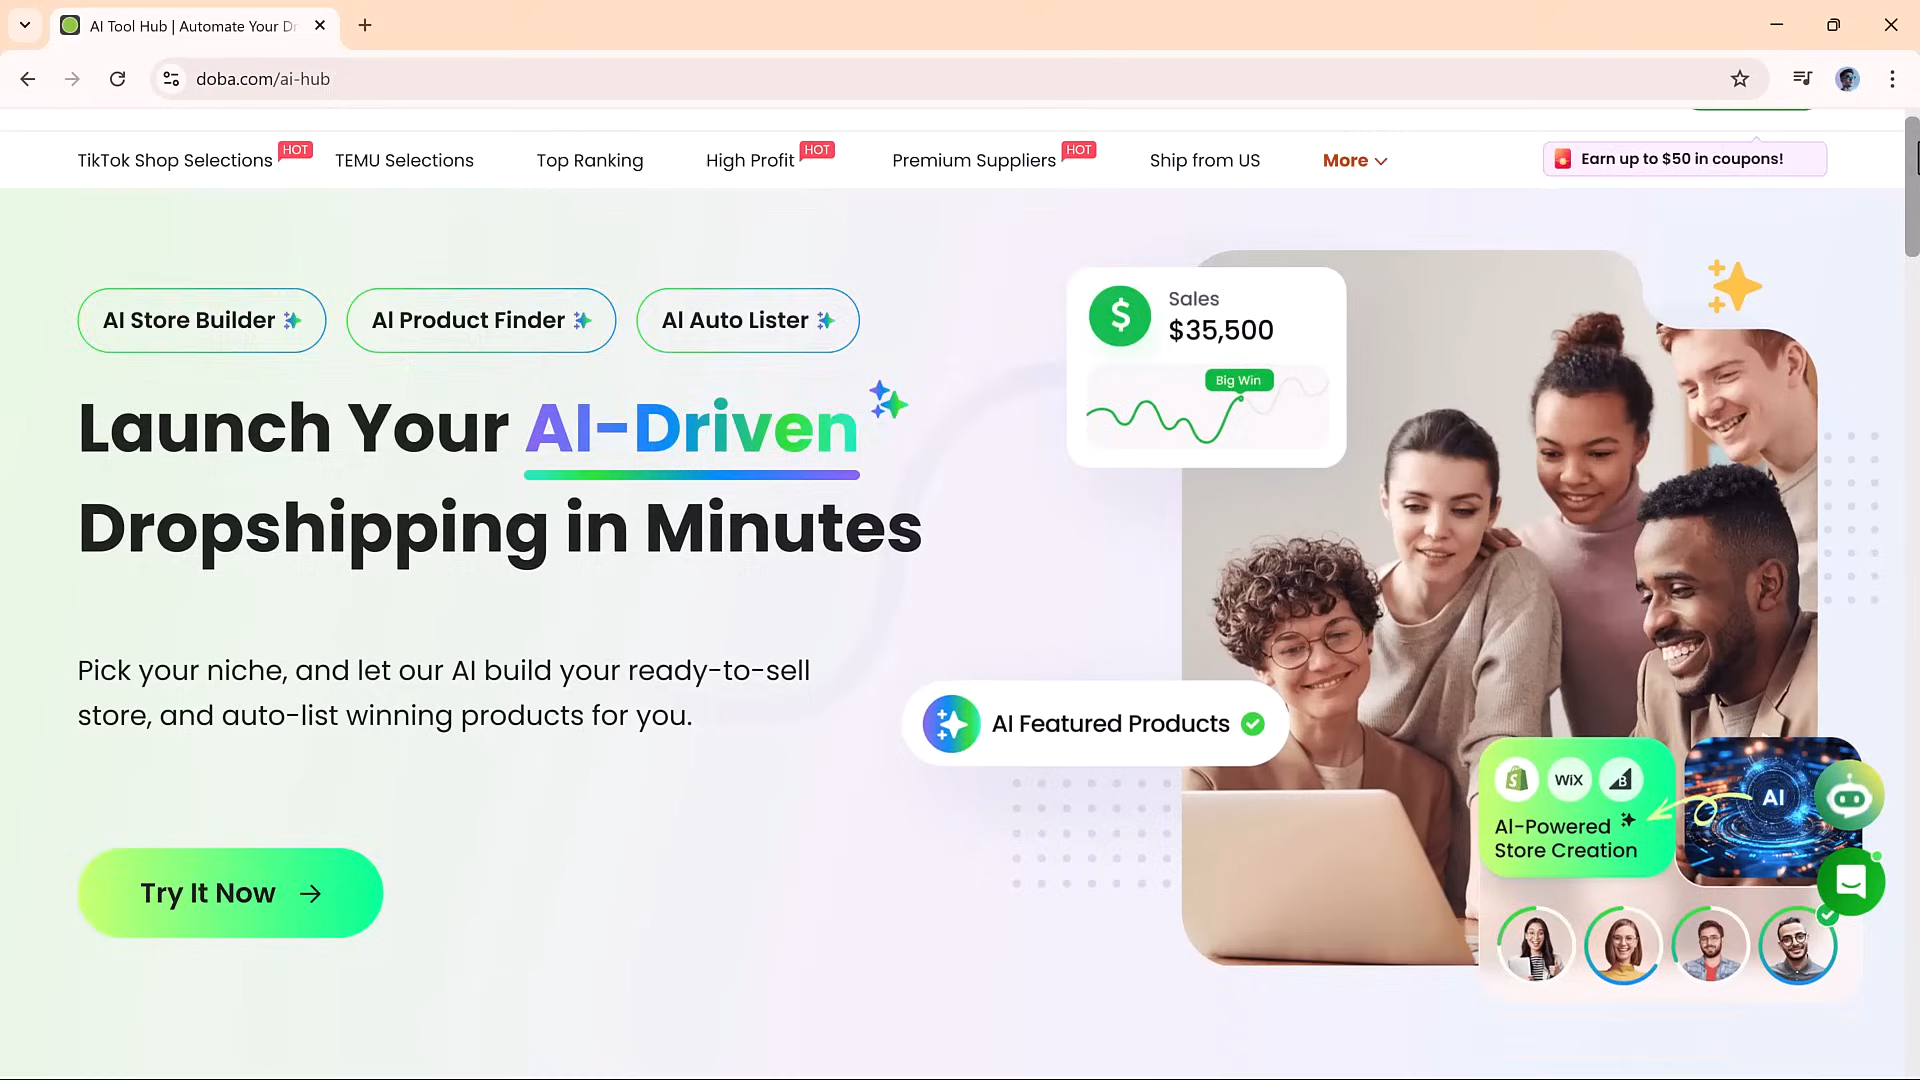 AI Tool Hub | Automate Your Dr
doba.com/ai-hub
TikTok Shop Selections HOT
TEMU Selections
Top Ranking
High Profit HOT
Premium Suppliers HOT
Ship from US
More
Earn up to $50 in coupons!
AI Store Builder
AI Product Finder
AI Auto Lister
Launch Your AI-Driven
Dropshipping in Minutes
Pick your niche, and let our AI build your ready-to-sell
store, and auto-list winning products for you.
Try It Now
$
Sales
$35,500
Big Win
AI Featured Products
S
WiX
B
AI
AI-Powered
Store Creation